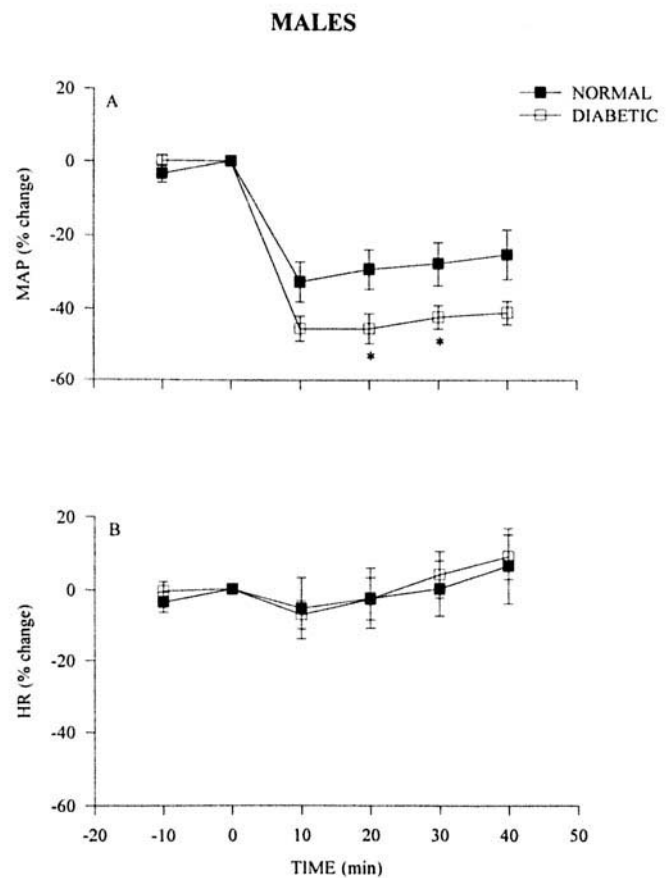 MALES
A
NORMAL
DIABETIC
20
0
-20
-40
-60
MAP (% change)
*
*
B
20
0
-20
-40
-60
HR (% change)
-20 -10 0 10 20 30 40 50
TIME (min)